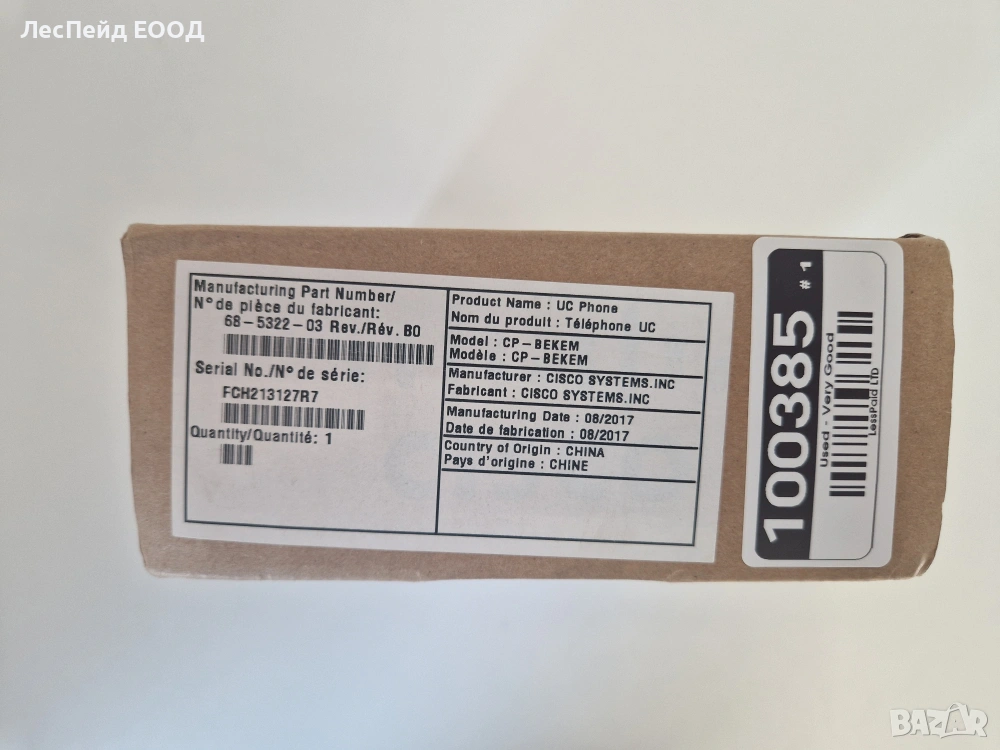 ЛесПейд ЕООД
Manufacturing Part Number/
N° de pièce du fabricant:
68-5322-03 Rev./Rév. B0
Serial No./N° de série:
FCH213127R7
Quantity/Quantité: 1
Product Name : UC Phone
Nom du produit : Téléphone UC
Model : CP-BEKEM
Modèle : CP-BEKEM
Manufacturer : CISCO SYSTEMS.INC
Fabricant : CISCO SYSTEMS.INC
Manufacturing Date : 08/2017
Date de fabrication : 08/2017
Country of Origin : CHINA
Pays d'origine : CHINE
100385 # 1
Used - Very Good
LessPaid LTD
BAZAR